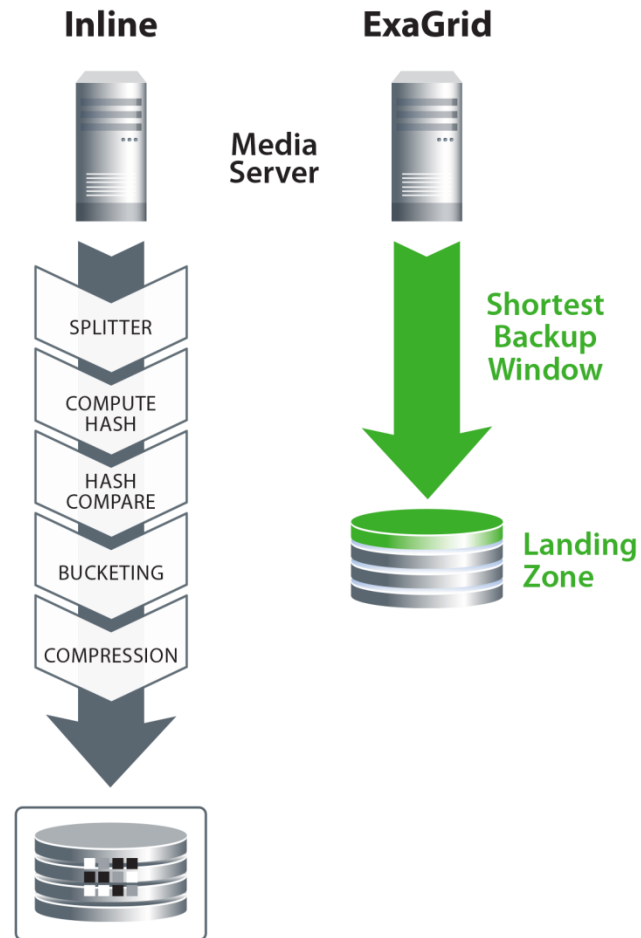 Inline
ExaGrid
Media
Server
SPLITTER
COMPUTE
HASH
HASH
COMPARE
BUCKETING
COMPRESSION
Shortest
Backup
Window
Landing
Zone